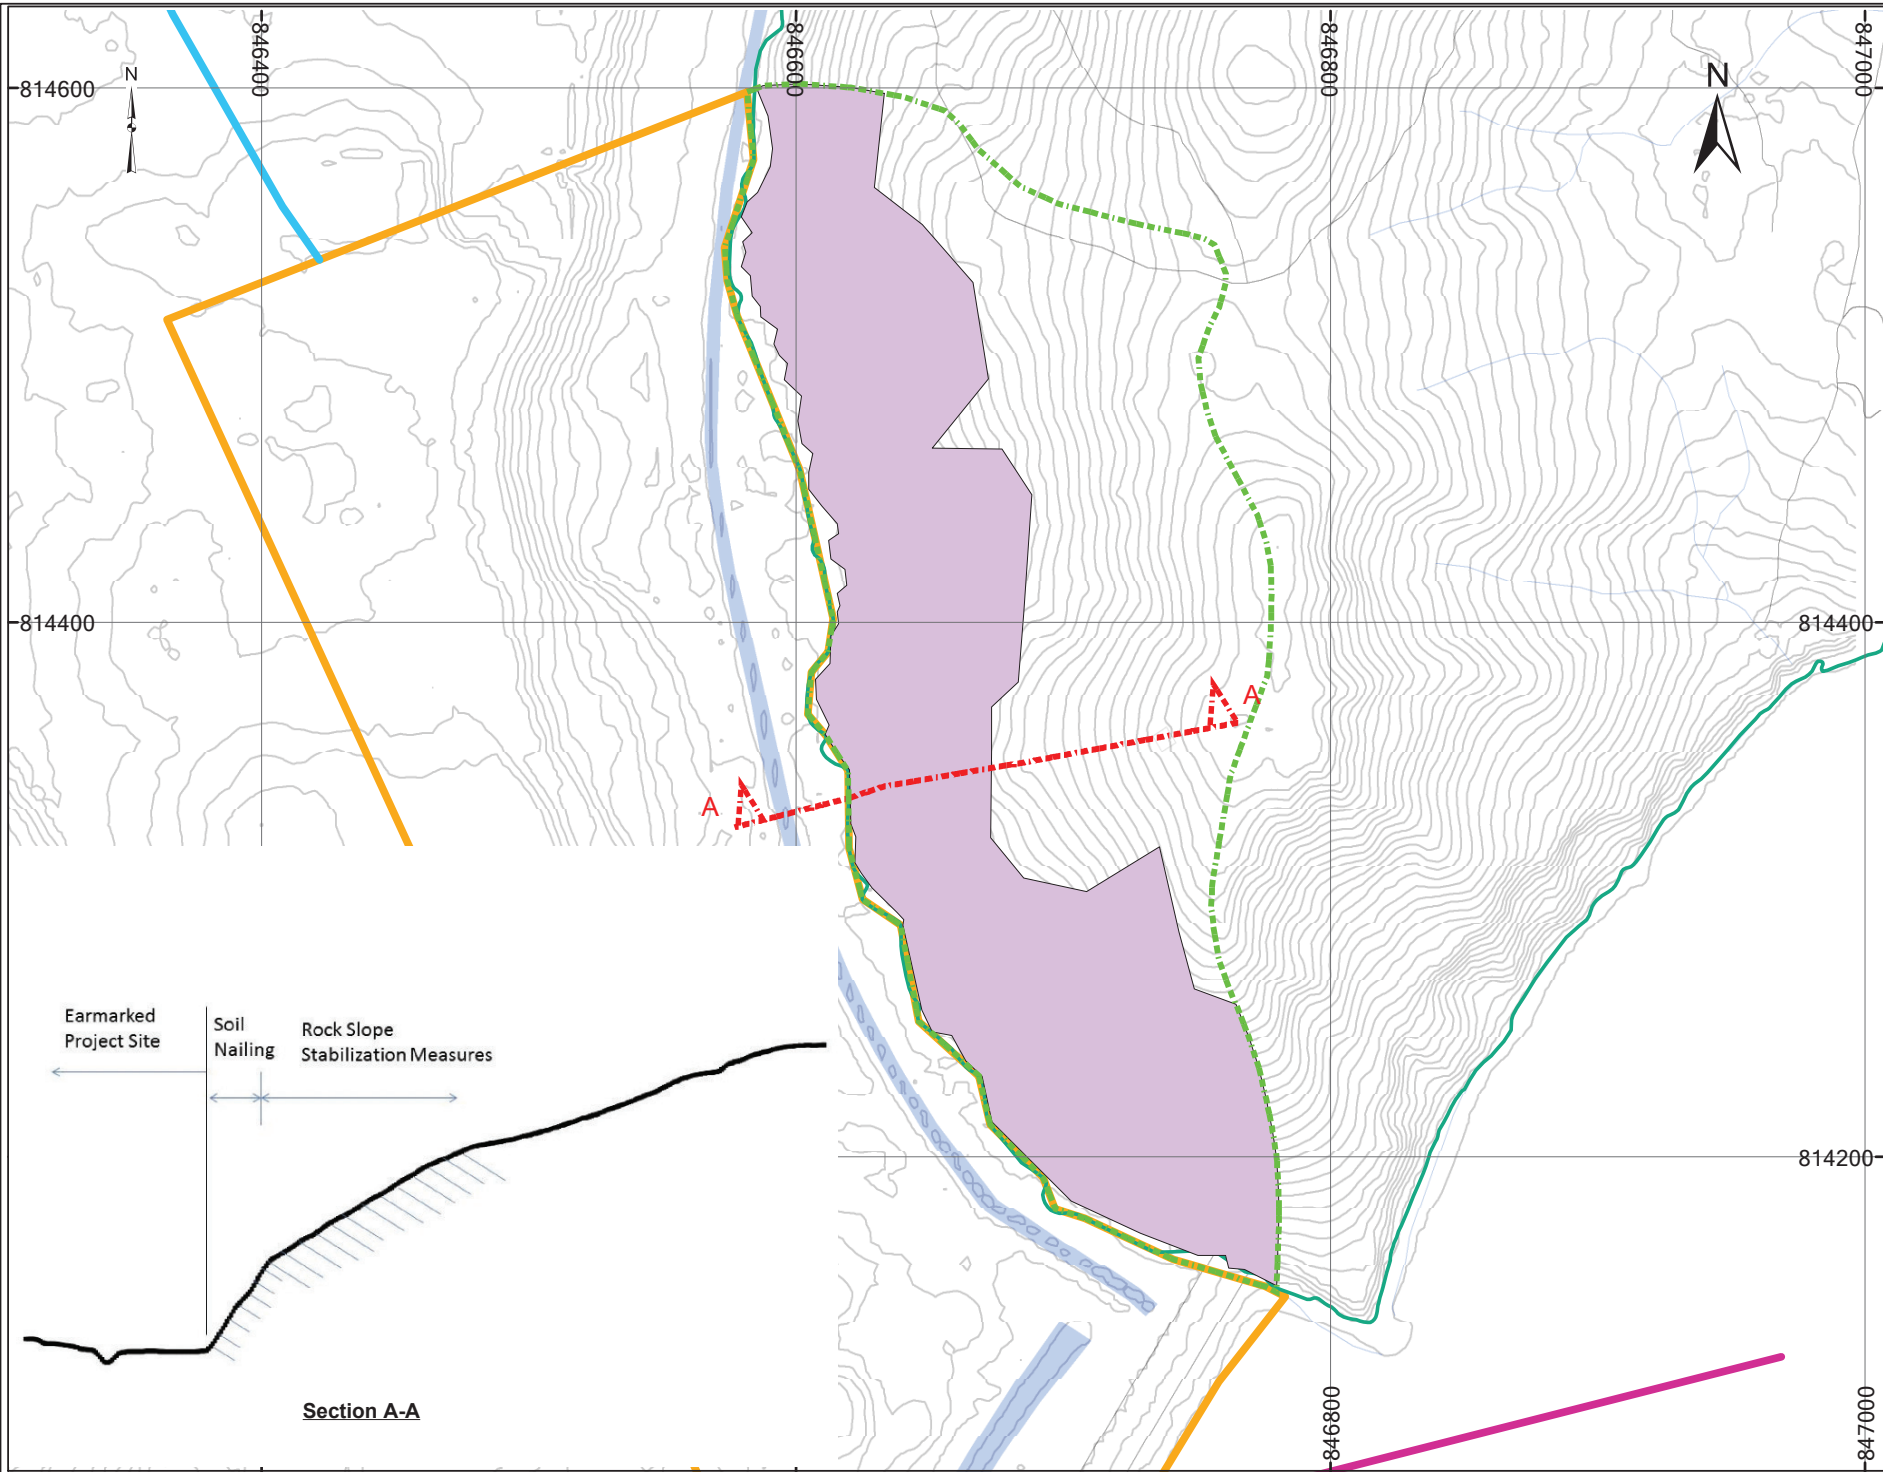 846400
846600
846800
847000
814600
N
N
814400
814400
A
A
814200
Earmarked
Project Site
Soil
Nailing
Rock Slope
Stabilization Measures
Section A-A
846800
847000